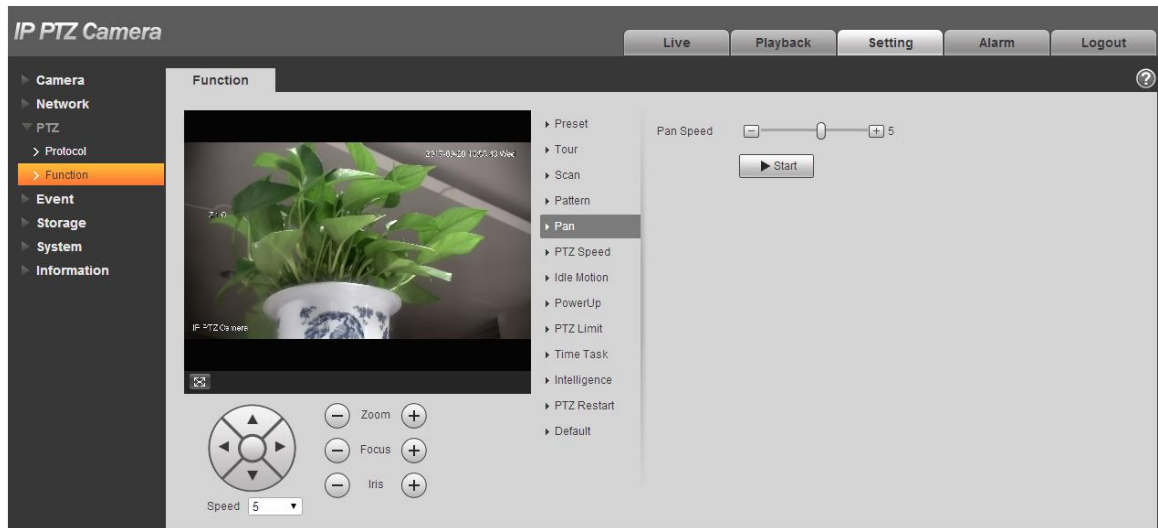 IP PTZ Camera
Live Playback Setting Alarm Logout
Camera
Network
PTZ
Protocol
Function
Event
Storage
System
Information
Function
IP PTZ Camera
Zoom
Focus
Iris
Speed 5
Preset
Tour
Scan
Pattern
Pan
PTZ Speed
Idle Motion
PowerUp
PTZ Limit
Time Task
Intelligence
PTZ Restart
Default
Pan Speed 5
Start